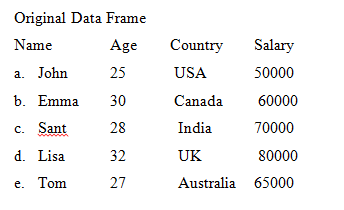 Original Data Frame
Name Age Country Salary
a. John 25 USA 50000
b. Emma 30 Canada 60000
c. Sant 28 India 70000
d. Lisa 32 UK 80000
e. Tom 27 Australia 65000